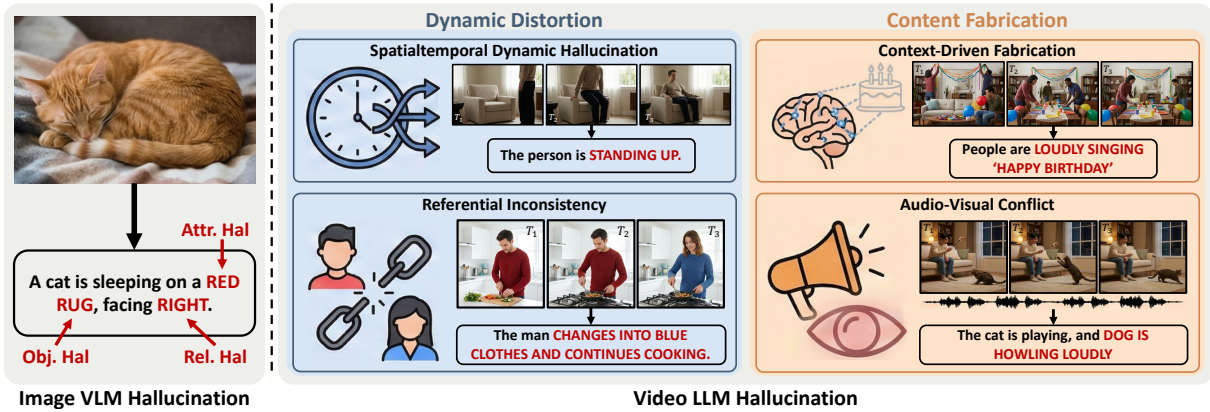 Attr. Hal
A cat is sleeping on a RED
RUG, facing RIGHT.
Obj. Hal
Rel. Hal
Image VLM Hallucination
Dynamic Distortion
Spatialtemporal Dynamic Hallucination
T1
T2
T3
The person is STANDING UP.
Referential Inconsistency
T1
T2
T3
The man CHANGES INTO BLUE
CLOTHES AND CONTINUES COOKING.
Content Fabrication
Context-Driven Fabrication
T1
T2
T3
People are LOUDLY SINGING
‘HAPPY BIRTHDAY’
Audio-Visual Conflict
T1
T2
T3
The cat is playing, and DOG IS
HOWLING LOUDLY
Video LLM Hallucination